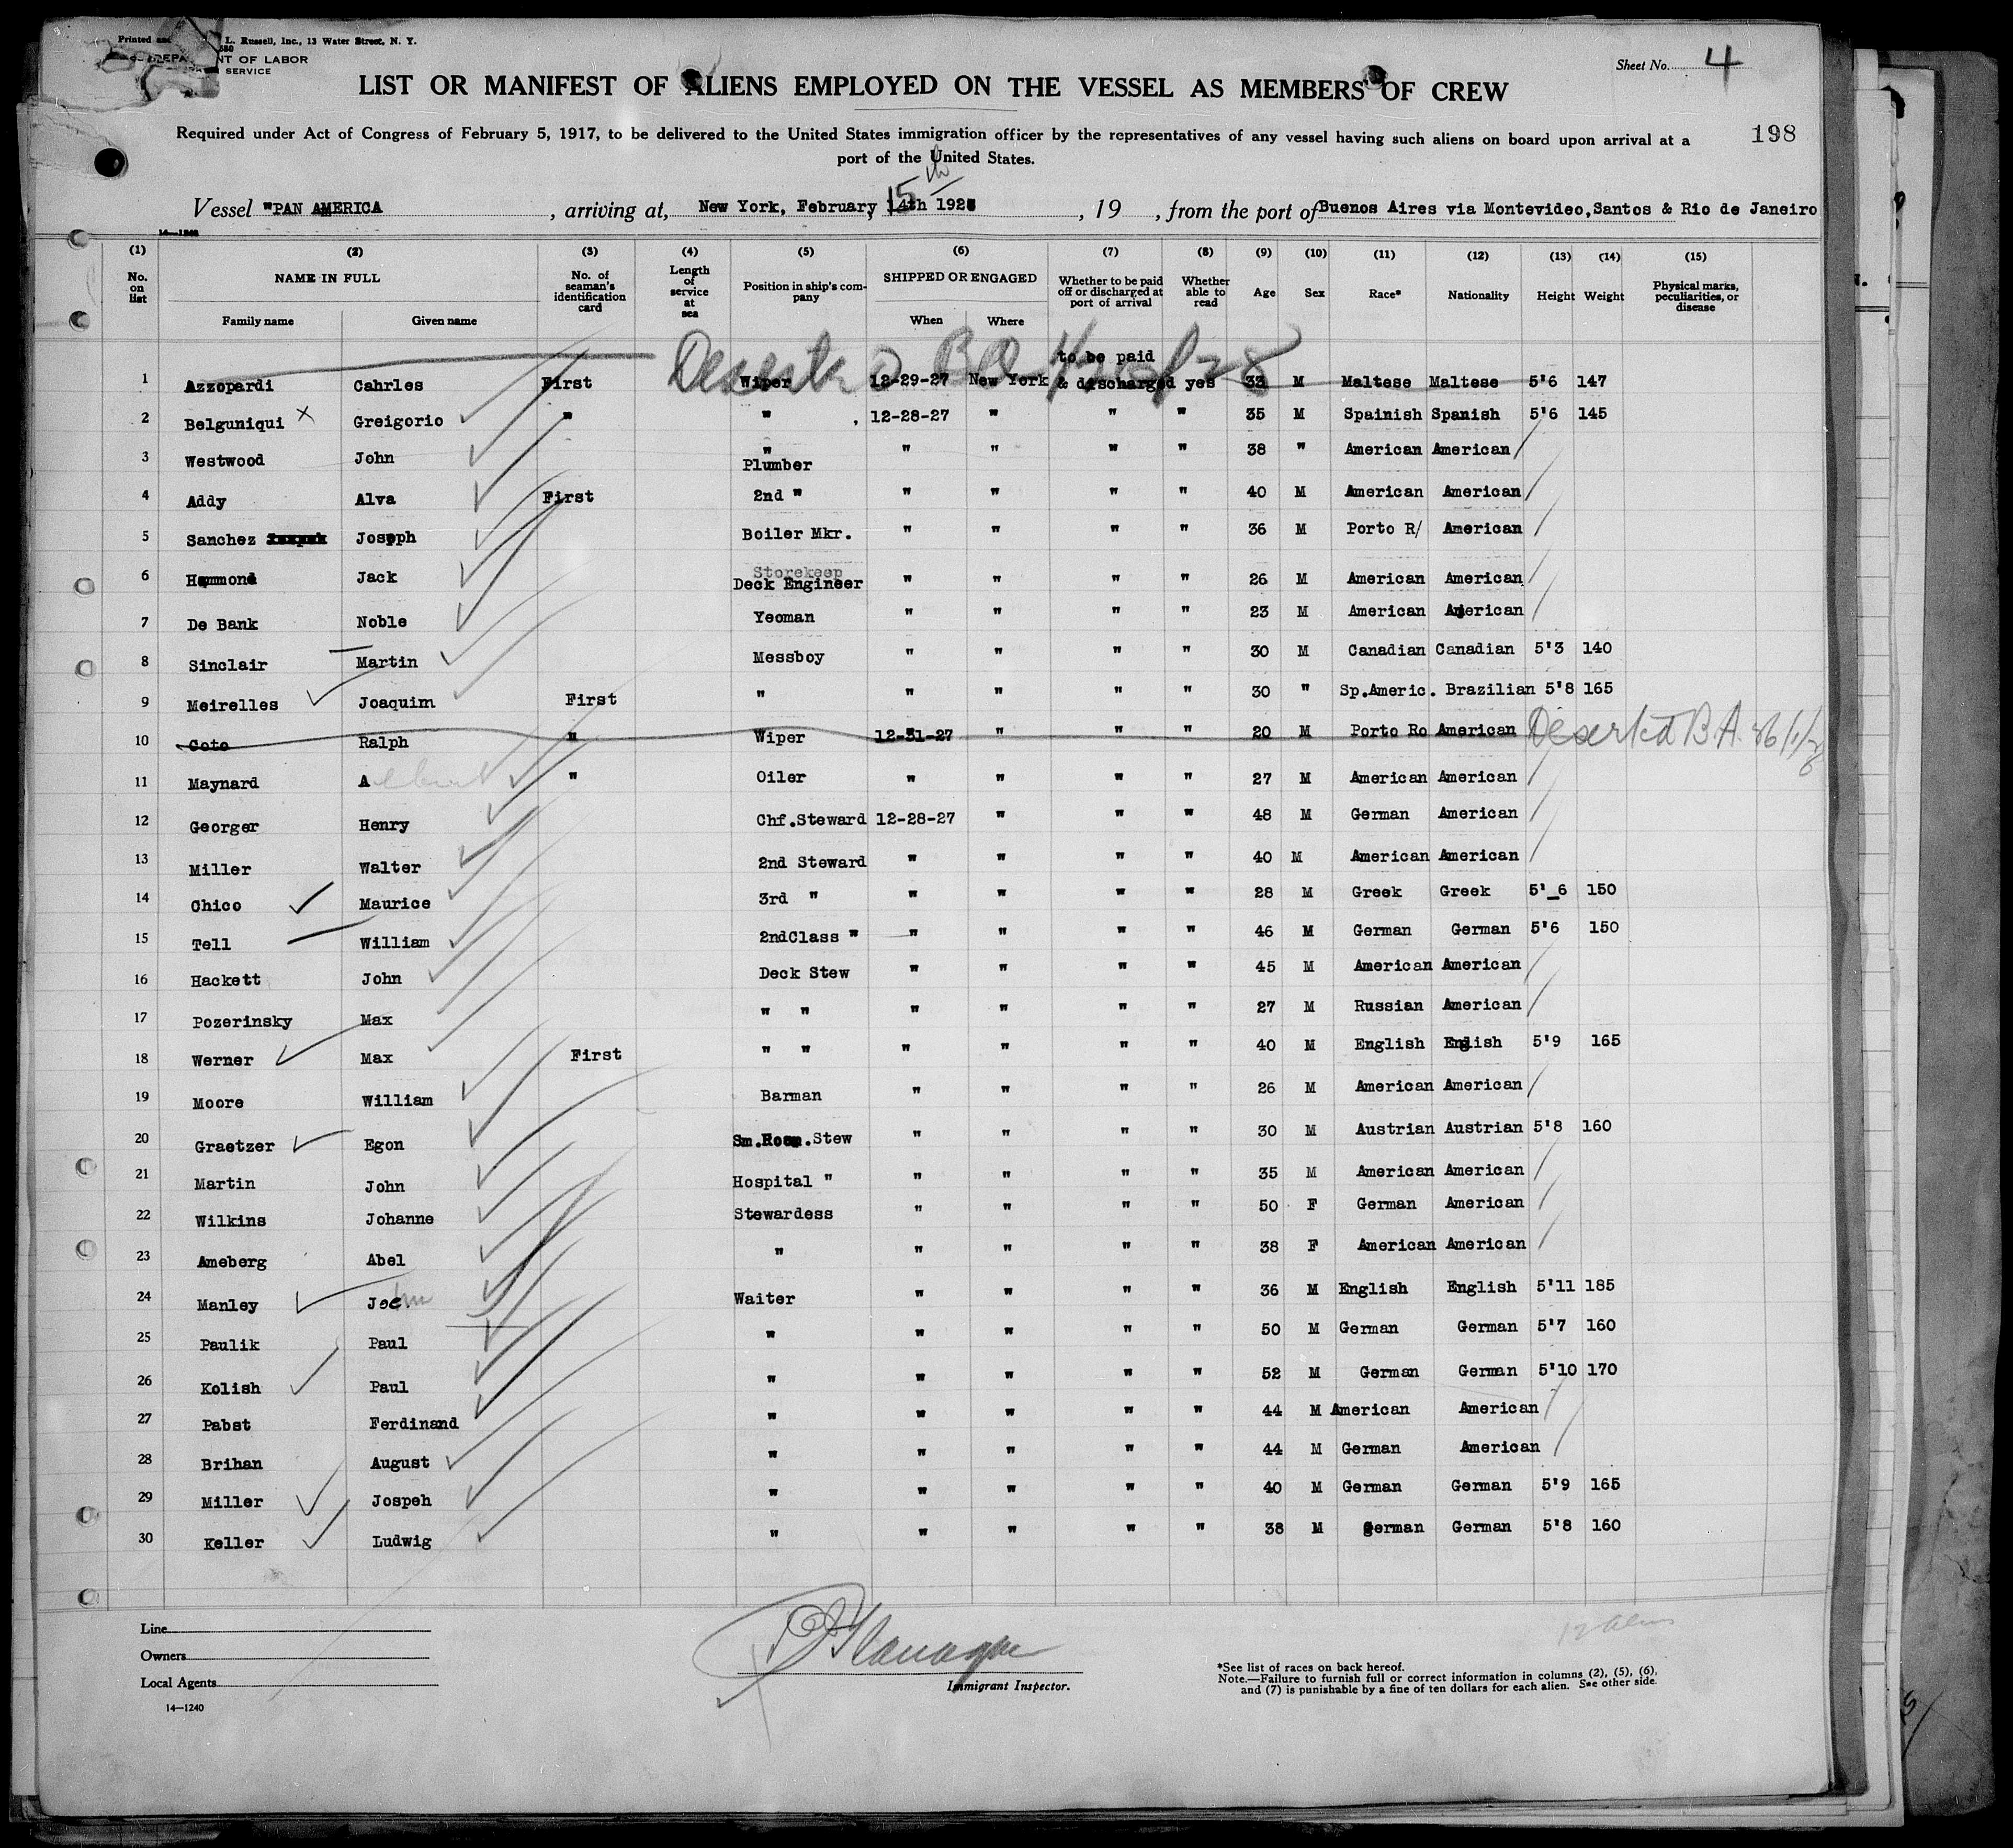 Printed and L. Russell, Inc., 13 Water Street, N. Y.
NT OF LABOR
SERVICE
Sheet No. 4
LIST OR MANIFEST OF ALIENS EMPLOYED ON THE VESSEL AS MEMBERS OF CREW
Required under Act of Congress of February 5, 1917, to be delivered to the United States immigration officer by the representatives of any vessel having such aliens on board upon arrival at a
port of the United States.
198
15th
Vessel "PAN AMERICA , arriving at, New York, February 14th 1928 , 19 , from the port of Buenos Aires via Montevideo, Santos & Rio de Janeiro
(1) (2) (3) (4) (5) (6) (7) (8) (9) (10) (11) (12) (13) (14) (15)
No. on list NAME IN FULL No. of seaman's identification card Length of service at sea Position in ship's company SHIPPED OR ENGAGED Whether to be paid off or discharged at port of arrival Whether able to read Age Sex Race* Nationality Height Weight Physical marks, peculiarities, or disease
Family name Given name When Where
to be paid
1 Azzopardi Cahrles First Wiper 12-29-27 New York & discharged yes 33 M Maltese Maltese 5'6 147
2 Belguniqui X Greigorio " " 12-28-27 " " " 35 M Spainish Spanish 5'6 145
3 Westwood John " Plumber " " " " 38 " American American /
4 Addy Alva First 2nd " " " " " 40 M American American /
5 Sanchez Joseph Boiler Mkr. " " " " 36 M Porto R/ American /
6 Hammond Jack Storekeep Deck Engineer " " " " 26 M American American /
7 De Bank Noble Yeoman " " " " 23 M American American /
8 Sinclair Martin Messboy " " " " 30 M Canadian Canadian 5'3 140
9 Meirelles Joaquim First " " " " " 30 " Sp.Americ. Brazilian 5'8 165
10 Coto Ralph " Wiper 12-31-27 " " " 20 M Porto Ro American Deserted B.A.
11 Maynard A " Oiler " " " " 27 M American American /
12 Georger Henry Chf.Steward 12-28-27 " " " 48 M German American /
13 Miller Walter 2nd Steward " " " " 40 M American American /
14 Chico Maurice 3rd " " " " " 28 M Greek Greek 5'_6 150
15 Tell William 2ndClass " " " " " 46 M German German 5'6 150
16 Hackett John Deck Stew " " " " 45 M American American /
17 Pozerinsky Max " " " " " " 27 M Russian American /
18 Werner Max First " " " " " " 40 M English English 5'9 165
19 Moore William Barman " " " " 26 M American American /
20 Graetzer Egon Sm.Room.Stew " " " " 30 M Austrian Austrian 5'8 160
21 Martin John Hospital " " " " " 35 M American American /
22 Wilkins Johanne Stewardess " " " " 50 F German American /
23 Ameberg Abel " " " " " 38 F American American /
24 Manley Joe. Waiter " " " " 36 M English English 5'11 185
25 Paulik Paul " " " " " 50 M German German 5'7 160
26 Kolish Paul " " " " " 52 M German German 5'10 170
27 Pabst Ferdinand " " " " " 44 M American American /
28 Brihan August " " " " " 44 M German American /
29 Miller Jospeh " " " " " 40 M German German 5'9 165
30 Keller Ludwig " " " " " 38 M German German 5'8 160
Line
Owners
Local Agents
14—1240
Immigrant Inspector.
*See list of races on back hereof.
Note.—Failure to furnish full or correct information in columns (2), (5), (6),
and (7) is punishable by a fine of ten dollars for each alien. See other side.